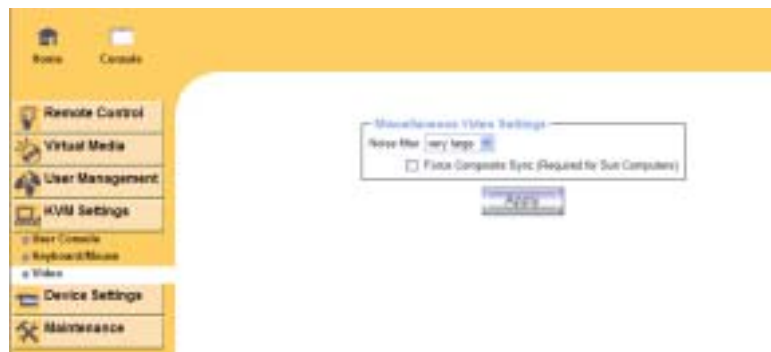 Home Console
Remote Control
Virtual Media
User Management
KVM Settings
User Console
Keyboard/Mouse
Video
Device Settings
Maintenance
Miscellaneous Video Settings
Noise filter very large
Force Composite Sync (Required for Sun Computers)
Apply